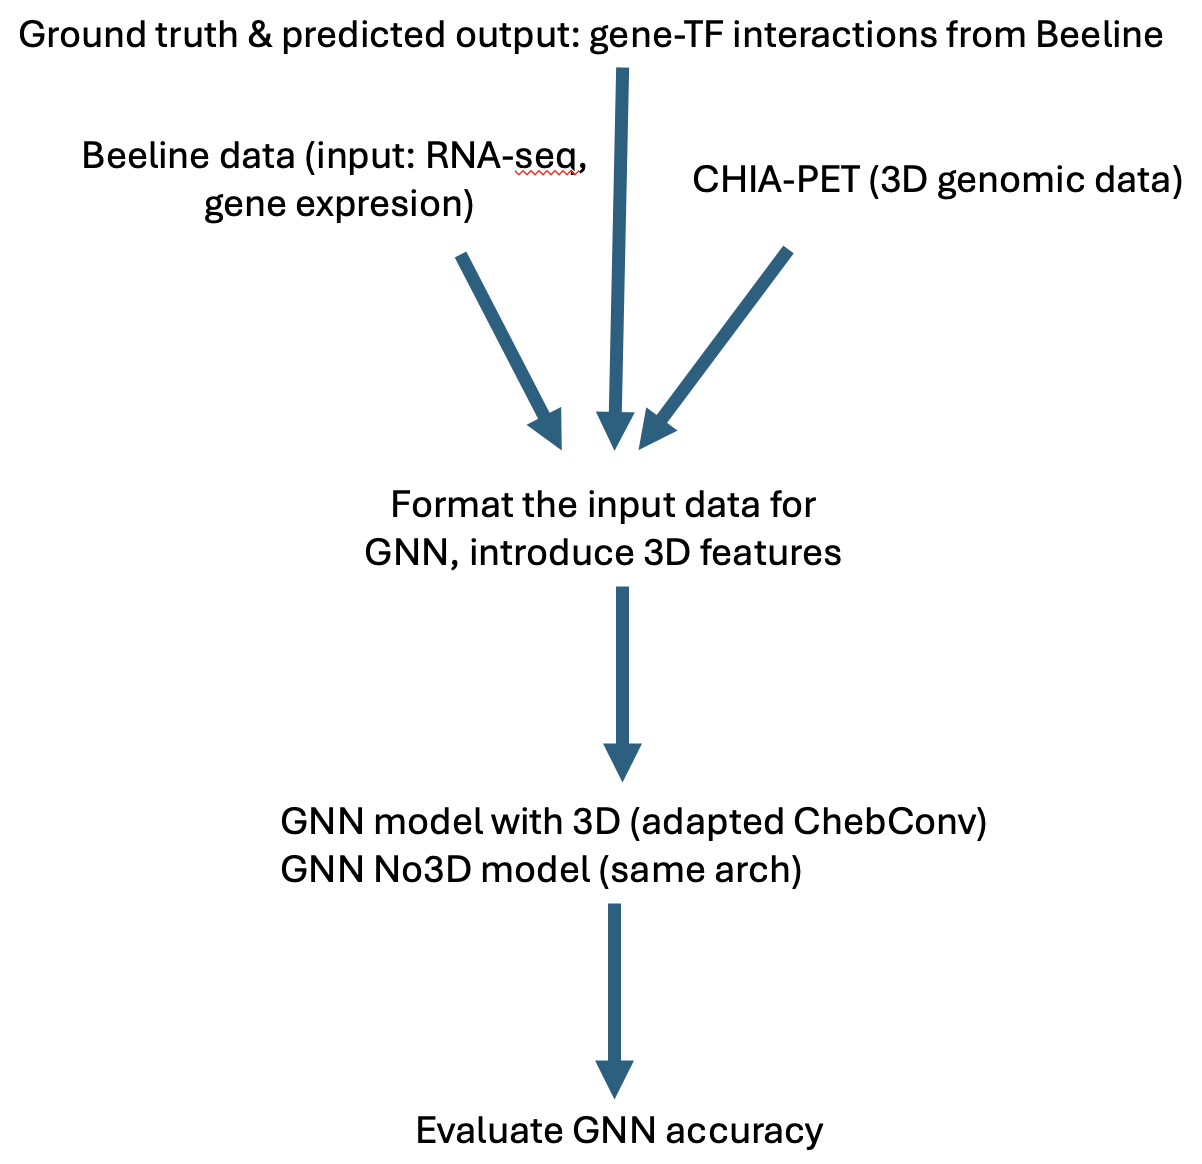 Ground truth & predicted output: gene-TF interactions from Beeline
Beeline data (input: RNA-seq,
gene expresion)
CHIA-PET (3D genomic data)
Format the input data for
GNN, introduce 3D features
GNN model with 3D (adapted ChebConv)
GNN No3D model (same arch)
Evaluate GNN accuracy